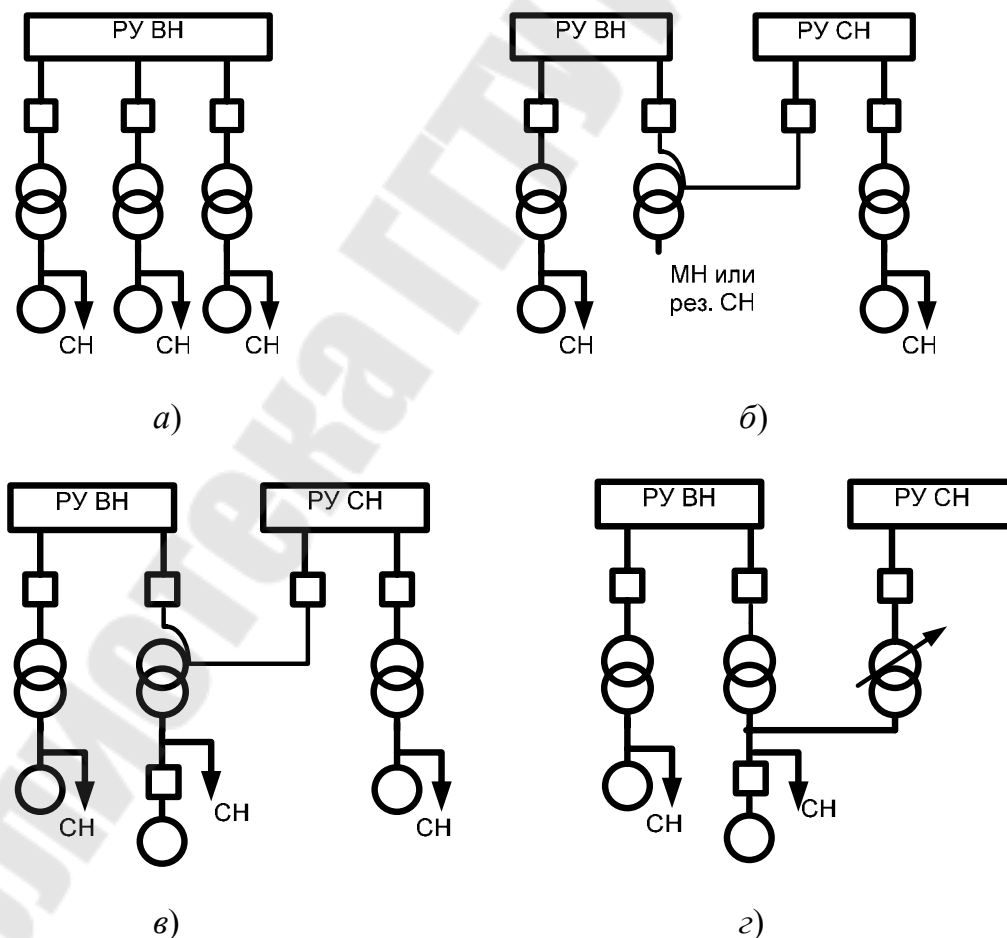 РУ ВН
СН
СН
СН
а)
РУ ВН
РУ СН
МН или
рез. СН
СН
СН
б)
РУ ВН
РУ СН
СН
СН
СН
в)
РУ ВН
РУ СН
СН
СН
г)